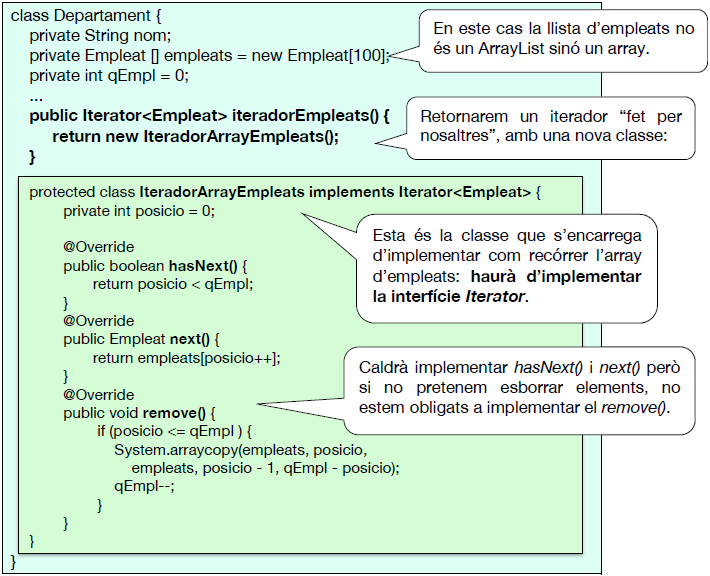 class Departament {
private String nom;
private Empleat [] empleats = new Empleat[100];
private int qEmpl = 0;
...
public Iterator<Empleat> iteradorEmpleats() {
return new IteradorArrayEmpleats();
}
En este cas la llista d’empleats no
és un ArrayList sinó un array.
Retornarem un iterador “fet per
nosaltres”, amb una nova classe:
protected class IteradorArrayEmpleats implements Iterator<Empleat> {
private int posicio = 0;
@Override
public boolean hasNext() {
return posicio < qEmpl;
}
@Override
public Empleat next() {
return empleats[posicio++];
}
@Override
public void remove() {
if (posicio <= qEmpl ) {
System.arraycopy(empleats, posicio,
empleats, posicio - 1, qEmpl - posicio);
qEmpl--;
}
}
}
}
Esta és la classe que s’encarrega
d’implementar com recórrer l’array
d’empleats: haurà d’implementar
la interfície Iterator.
Caldrà implementar hasNext() i next() però
si no pretenem esborrar elements, no
estem obligats a implementar el remove().